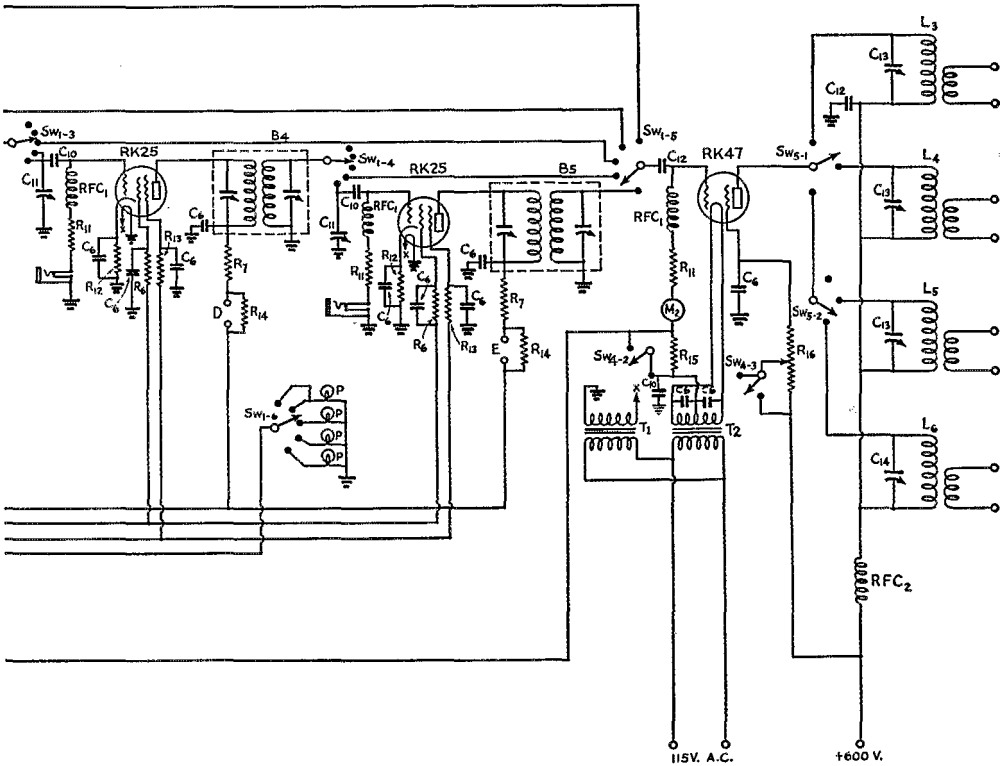 L3
C13
C12
Sw1-5
Sw1-3
B4
RK25
C10
Sw1-4
RK25
C12
RK47
Sw5-1
L4
C11
RFC1
B5
C10
RFC1
C13
C6
RFC1
R11
R13
C11
C6
R7
C6
R12
C6
R6
R11
R12
C6
C6
C6
R7
R11
C6
L5
D
R14
C6
M2
Sw5-2
C13
R6
R13
E
R14
Sw4-2
R15
Sw4-3
R16
P
C10
X
C6
C6
Sw1-6
P
T1
T2
L6
P
P
C14
RFC2
115V. A.C.
+600 V.